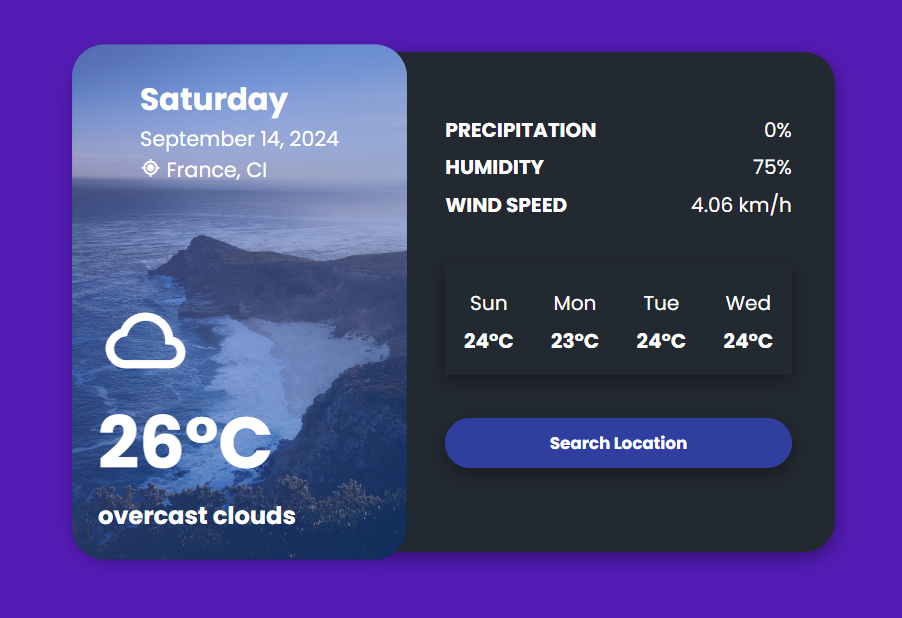 Saturday
September 14, 2024
France, CI
26°C
overcast clouds
PRECIPITATION 0%
HUMIDITY 75%
WIND SPEED 4.06 km/h
Sun Mon Tue Wed
24°C 23°C 24°C 24°C
Search Location